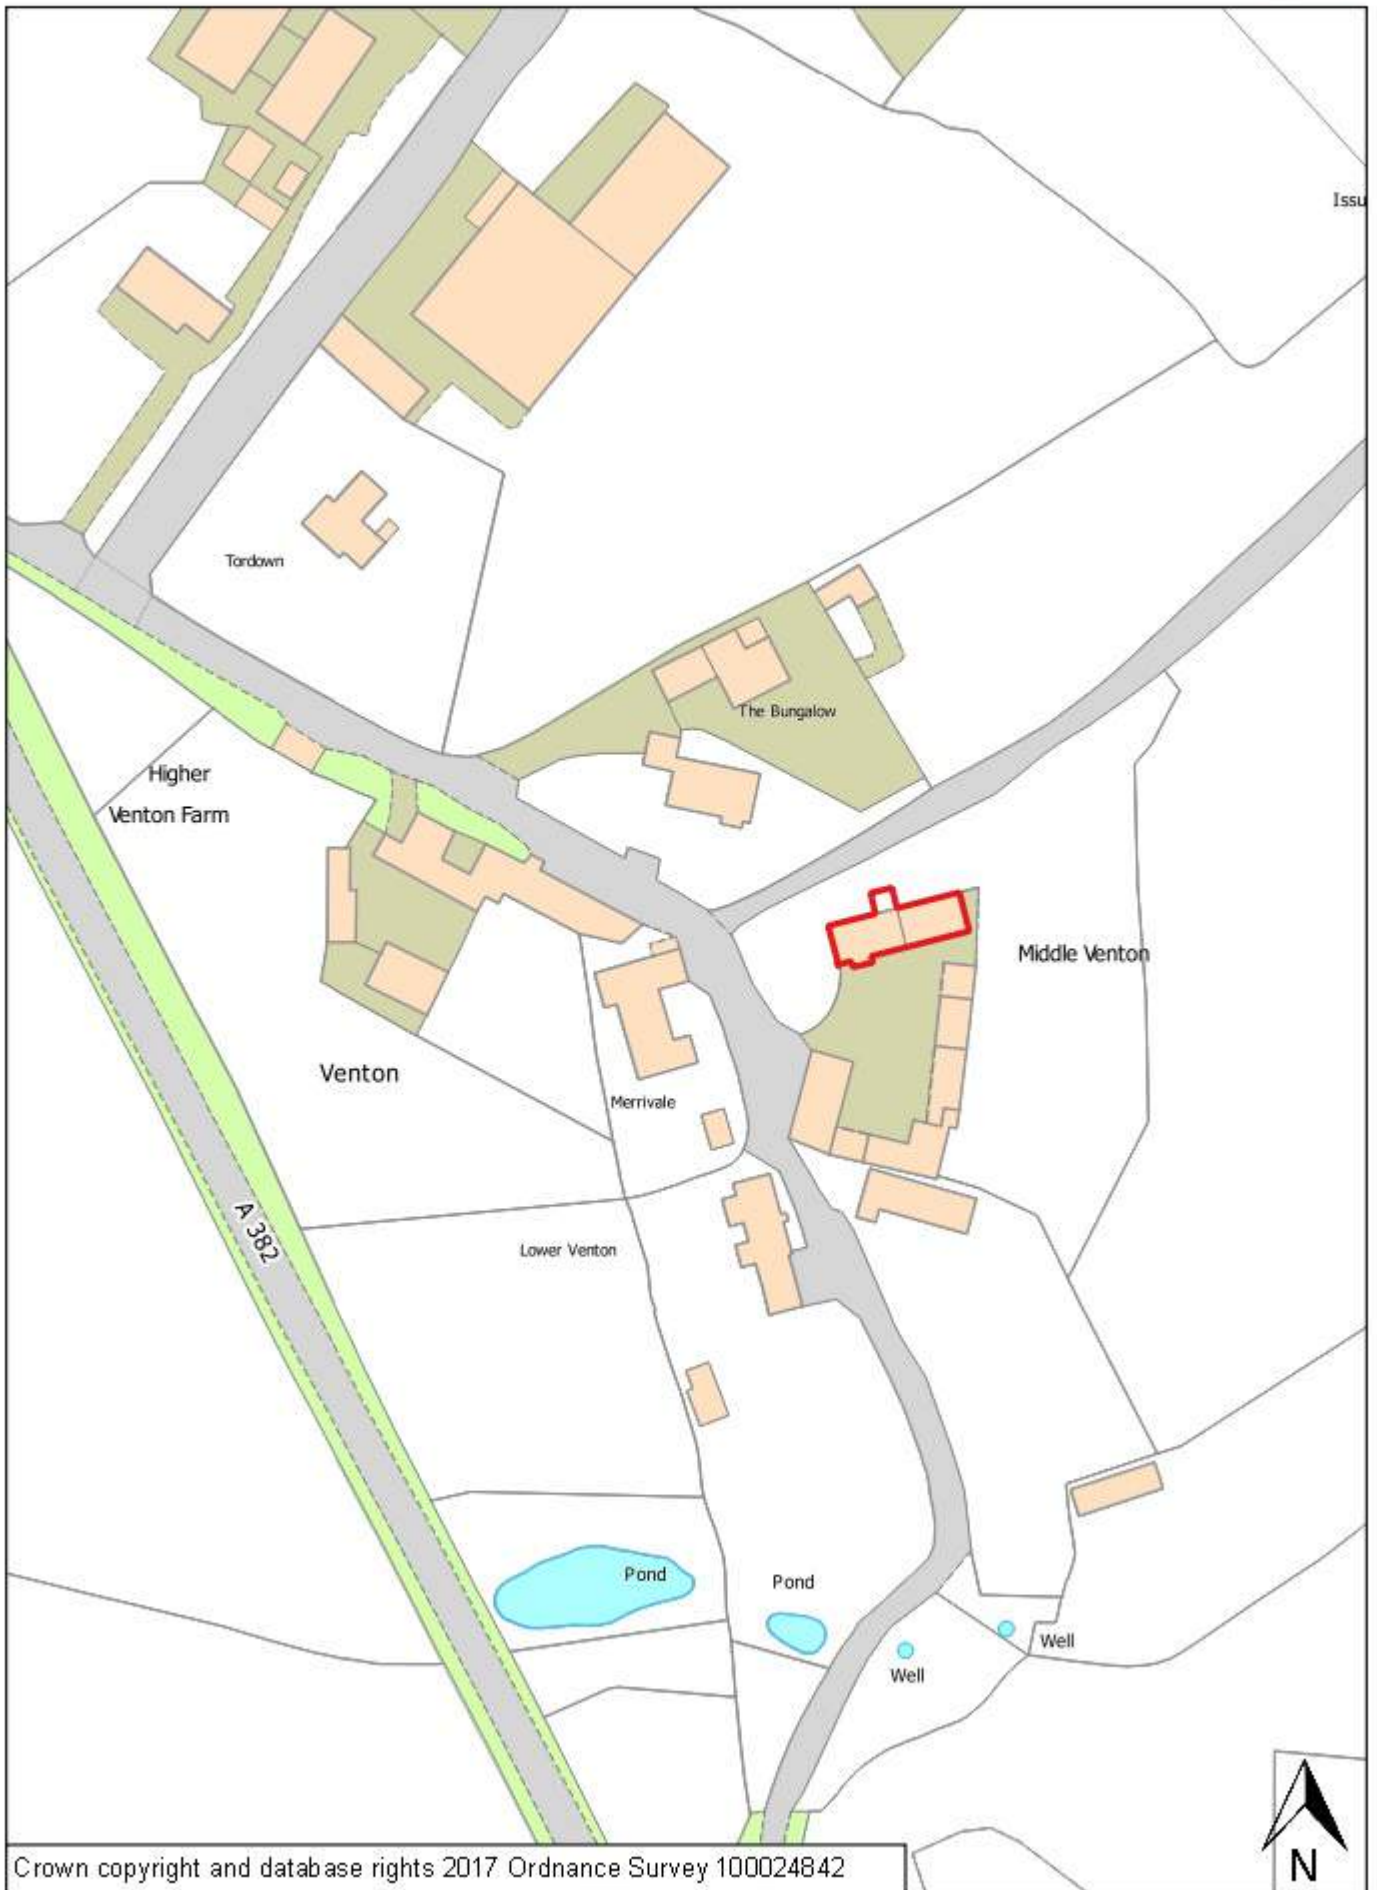 Issu
Tordown
The Bungalow
Higher
Venton Farm
Middle Venton
Venton
Merrivale
A 382
Lower Venton
Pond
Pond
Well
Well
N
Crown copyright and database rights 2017 Ordnance Survey 100024842